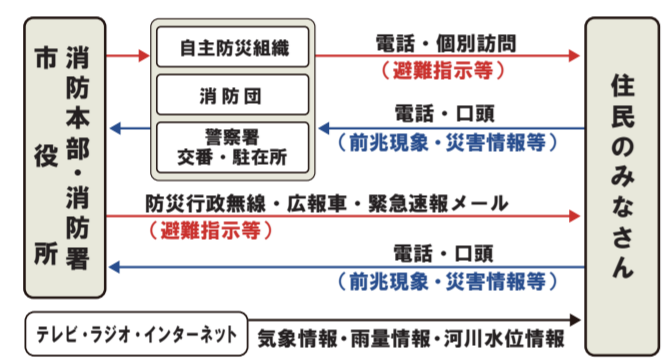 市役所
消防本部・消防署
自主防災組織
消防団
警察署
交番・駐在所
電話・個別訪問
（避難指示等）
電話・口頭
（前兆現象・災害情報等）
防災行政無線・広報車・緊急速報メール
（避難指示等）
電話・口頭
（前兆現象・災害情報等）
住民のみなさん
テレビ・ラジオ・インターネット
気象情報・雨量情報・河川水位情報